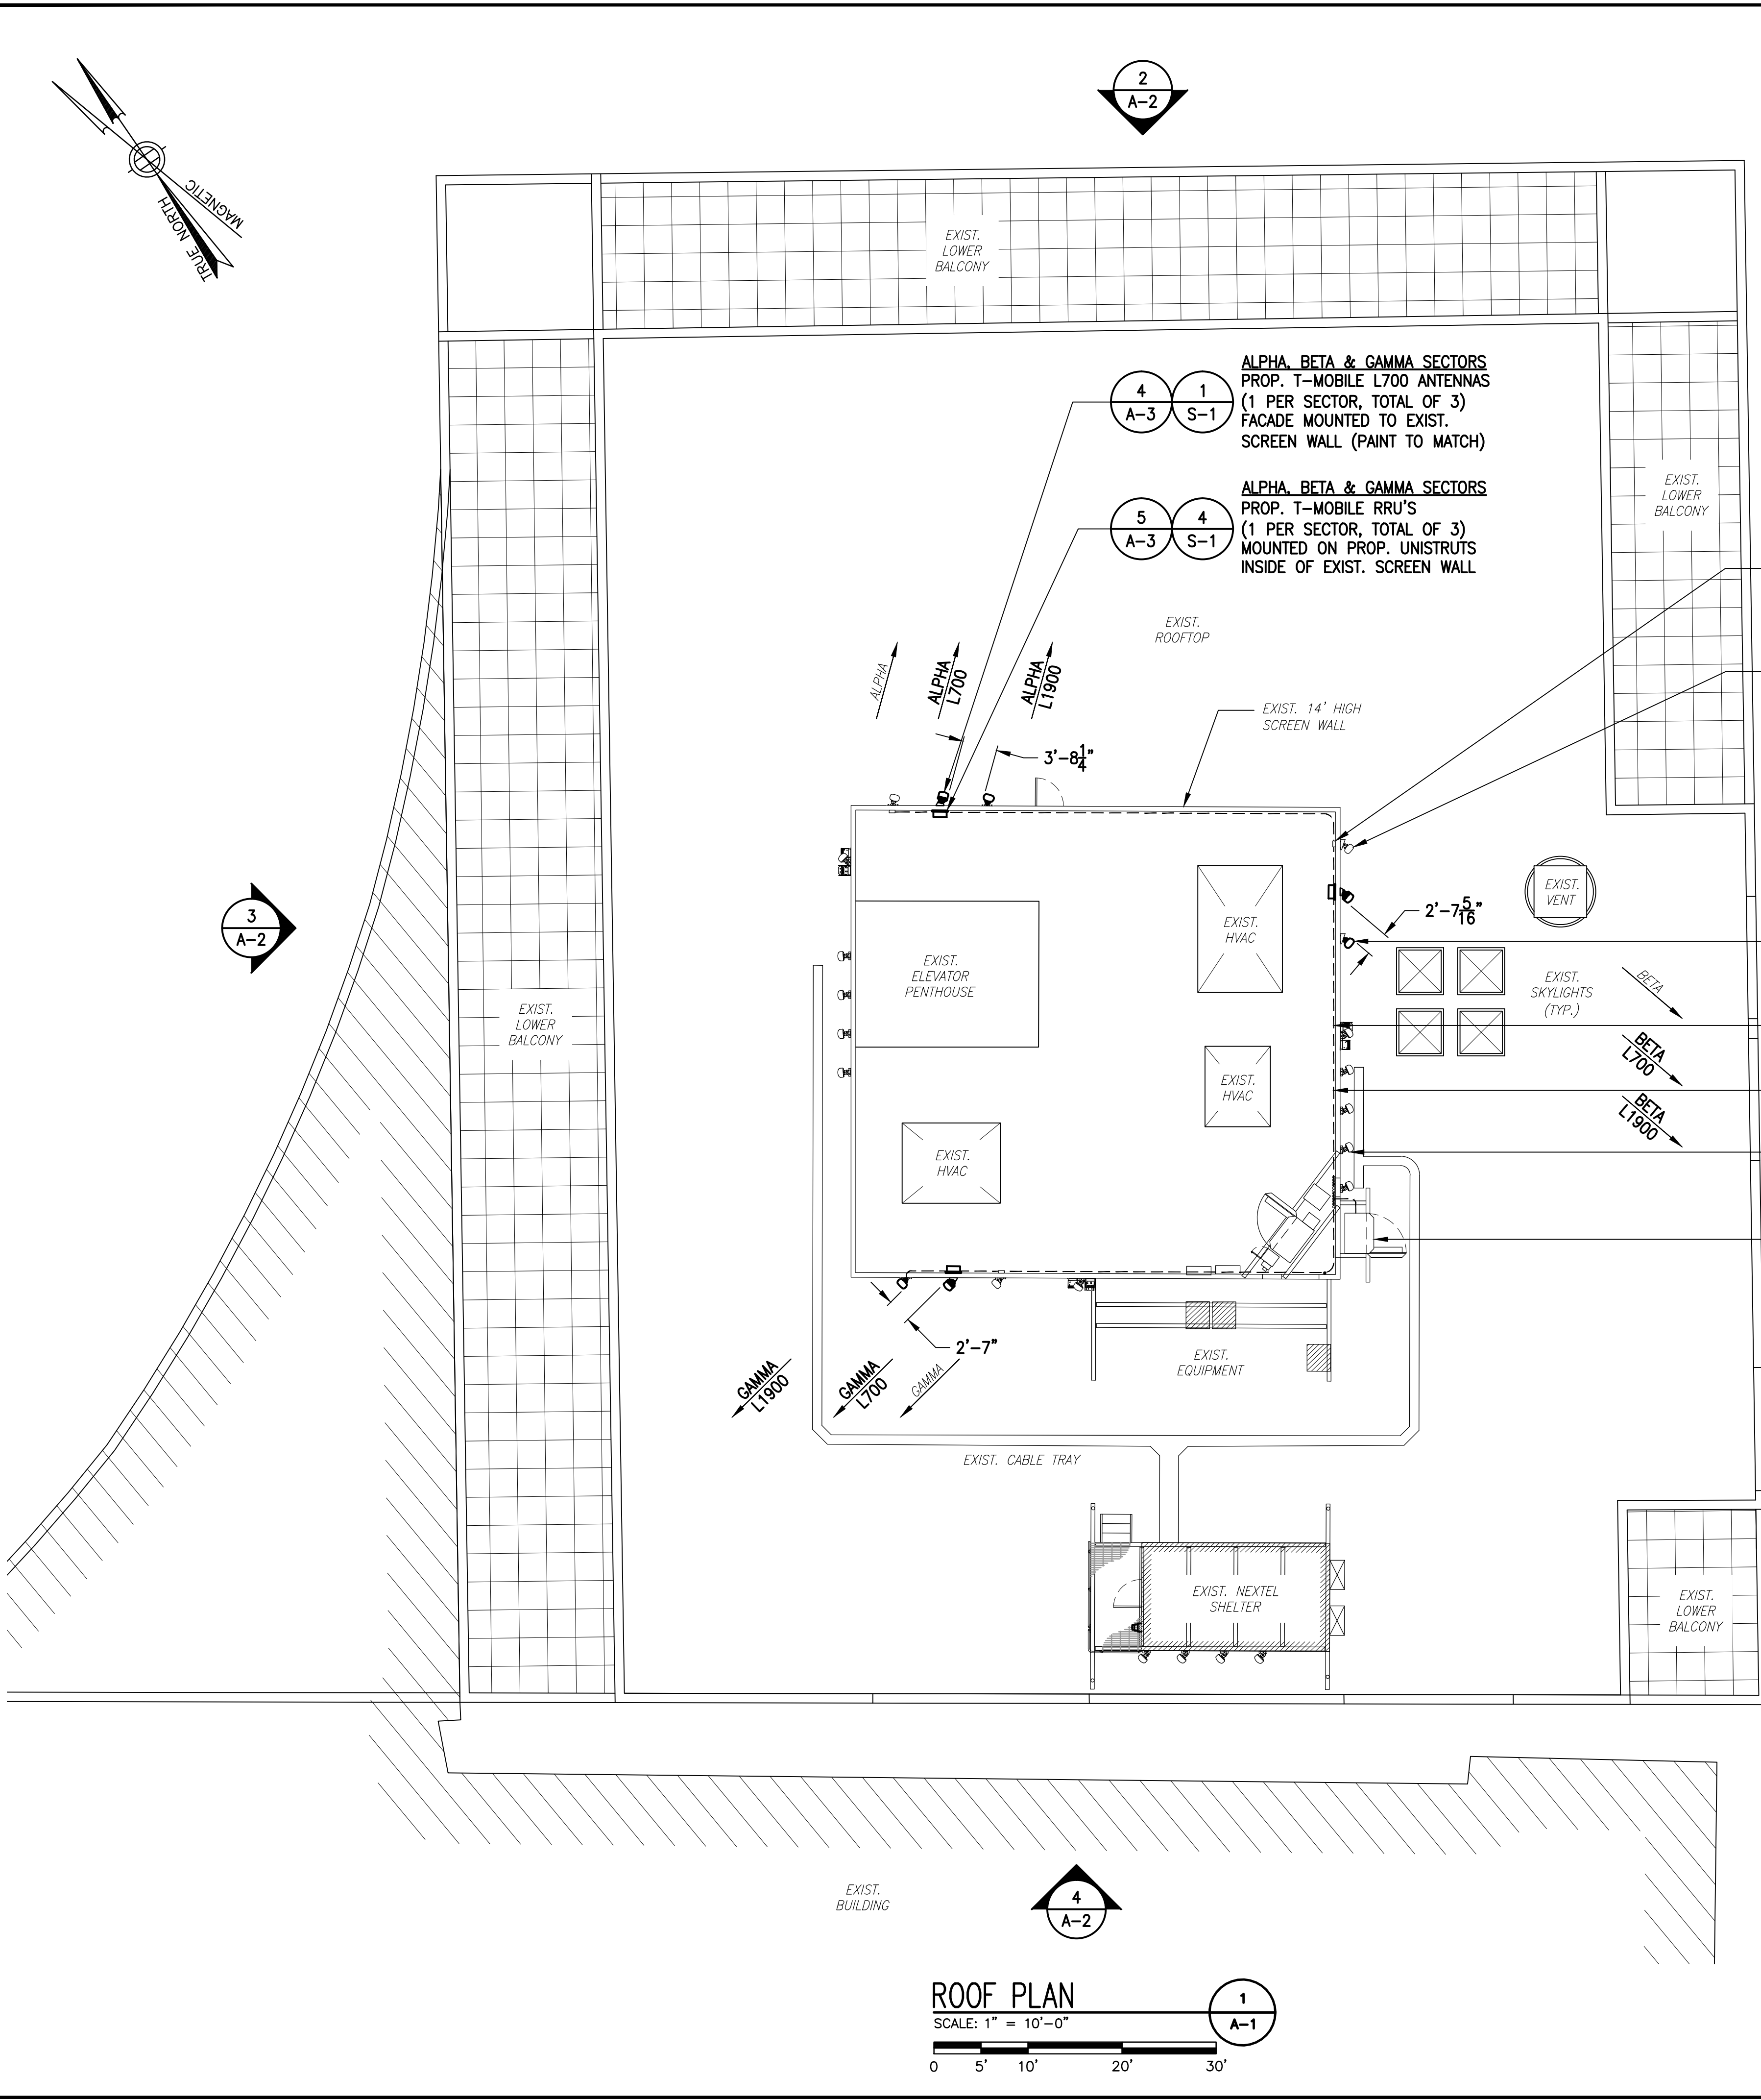 2
A-2
MAGNETIC
TRUE NORTH
EXIST.
LOWER
BALCONY
4
A-3
1
S-1
ALPHA, BETA & GAMMA SECTORS
PROP. T-MOBILE L700 ANTENNAS
(1 PER SECTOR, TOTAL OF 3)
FACADE MOUNTED TO EXIST.
SCREEN WALL (PAINT TO MATCH)
EXIST.
LOWER
BALCONY
5
A-3
4
S-1
ALPHA, BETA & GAMMA SECTORS
PROP. T-MOBILE RRU'S
(1 PER SECTOR, TOTAL OF 3)
MOUNTED ON PROP. UNISTRUTS
INSIDE OF EXIST. SCREEN WALL
EXIST.
ROOFTOP
ALPHA
ALPHA
L700
ALPHA
L1900
EXIST. 14' HIGH
SCREEN WALL
3'-8 1/4"
3
A-2
EXIST.
VENT
2'-7 5/16"
EXIST.
HVAC
EXIST.
ELEVATOR
PENTHOUSE
EXIST.
SKYLIGHTS
(TYP.)
BETA
EXIST.
LOWER
BALCONY
BETA
L700
EXIST.
HVAC
BETA
L1900
EXIST.
HVAC
2'-7"
EXIST.
EQUIPMENT
GAMMA
L1900
GAMMA
L700
GAMMA
EXIST. CABLE TRAY
EXIST. NEXTEL
SHELTER
EXIST.
LOWER
BALCONY
EXIST.
BUILDING
4
A-2
ROOF PLAN
SCALE: 1" = 10'-0"
1
A-1
0 5' 10' 20' 30'